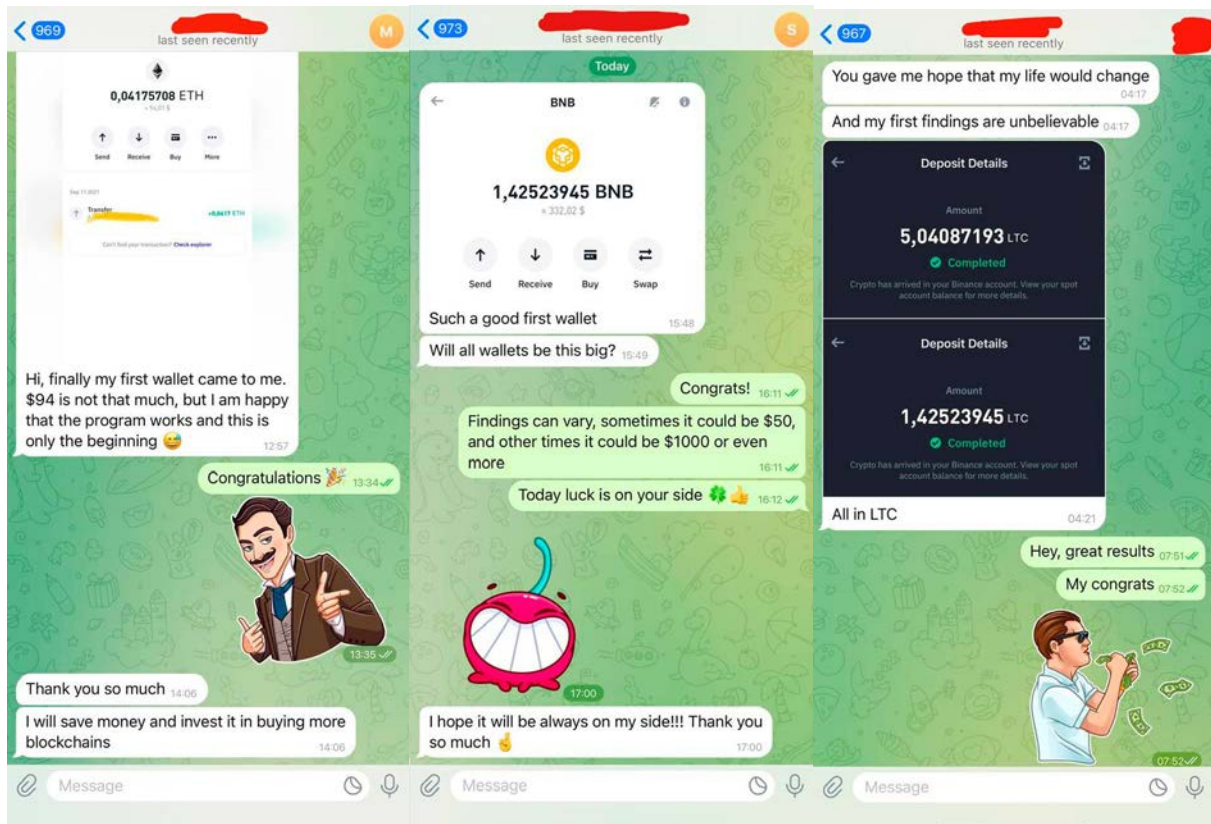 969
last seen recently
M
0,04175708 ETH
Send Receive Buy More
Transfer
+0,0417 ETH
Can't find your transaction? Check explorer
Hi, finally my first wallet came to me.
$94 is not that much, but I am happy
that the program works and this is
only the beginning 😅
12:57
Congratulations 🎉 13:34
13:35
Thank you so much 14:06
I will save money and invest it in buying more
blockchains
14:06
Message
973
last seen recently
S
Today
BNB
1,42523945 BNB
≈ 332,02 $
Send Receive Buy Swap
Such a good first wallet
15:48
Will all wallets be this big? 15:49
Congrats! 16:11
Findings can vary, sometimes it could be $50,
and other times it could be $1000 or even
more
16:11
Today luck is on your side 🍀👍 16:12
17:00
I hope it will be always on my side!!! Thank you
so much ☝️
17:00
Message
967
last seen recently
You gave me hope that my life would change
04:17
And my first findings are unbelievable 04:17
Deposit Details
Amount
5,04087193 LTC
Completed
Crypto has arrived in your Binance account. View your spot
account balance for more details.
Deposit Details
Amount
1,42523945 LTC
Completed
Crypto has arrived in your Binance account. View your spot
account balance for more details.
All in LTC
04:21
Hey, great results 07:51
My congrats 07:52
07:52
Message